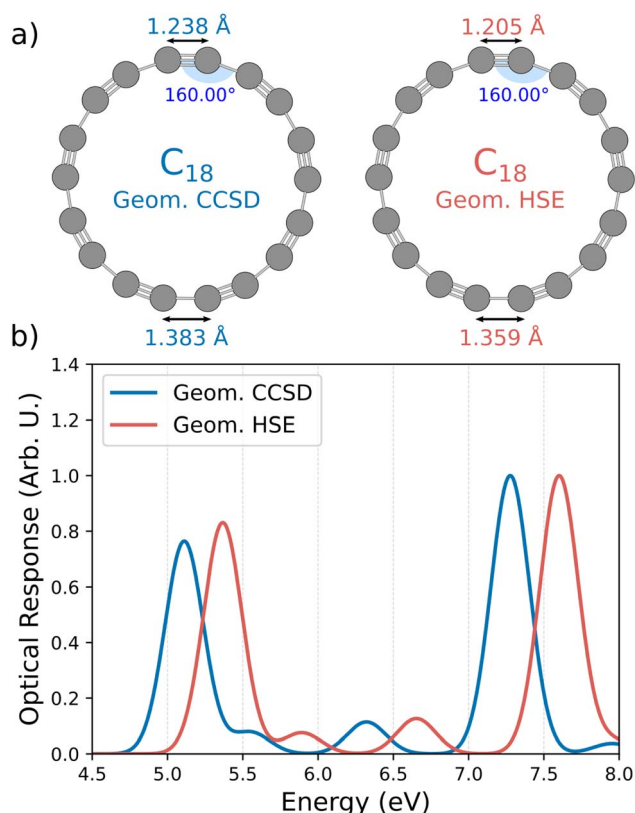 a)
1.238 Å
1.205 Å
160.00°
160.00°
C18
Geom. CCSD
C18
Geom. HSE
1.383 Å
1.359 Å
b)
1.4
1.2
1.0
0.8
0.6
0.4
0.2
0.0
Optical Response (Arb. U.)
Geom. CCSD
Geom. HSE
4.5 5.0 5.5 6.0 6.5 7.0 7.5 8.0
Energy (eV)